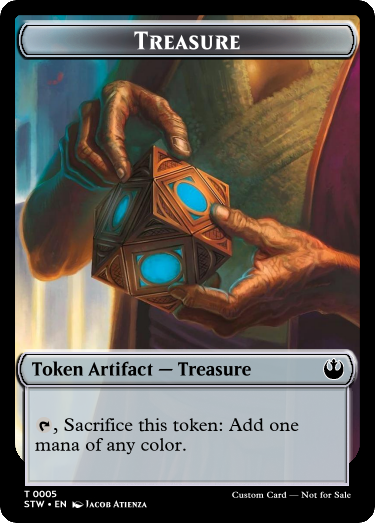 TREASURE
Token Artifact — Treasure
, Sacrifice this token: Add one
mana of any color.
T 0005
STW • EN JACOB ATIENZA
Custom Card — Not for Sale